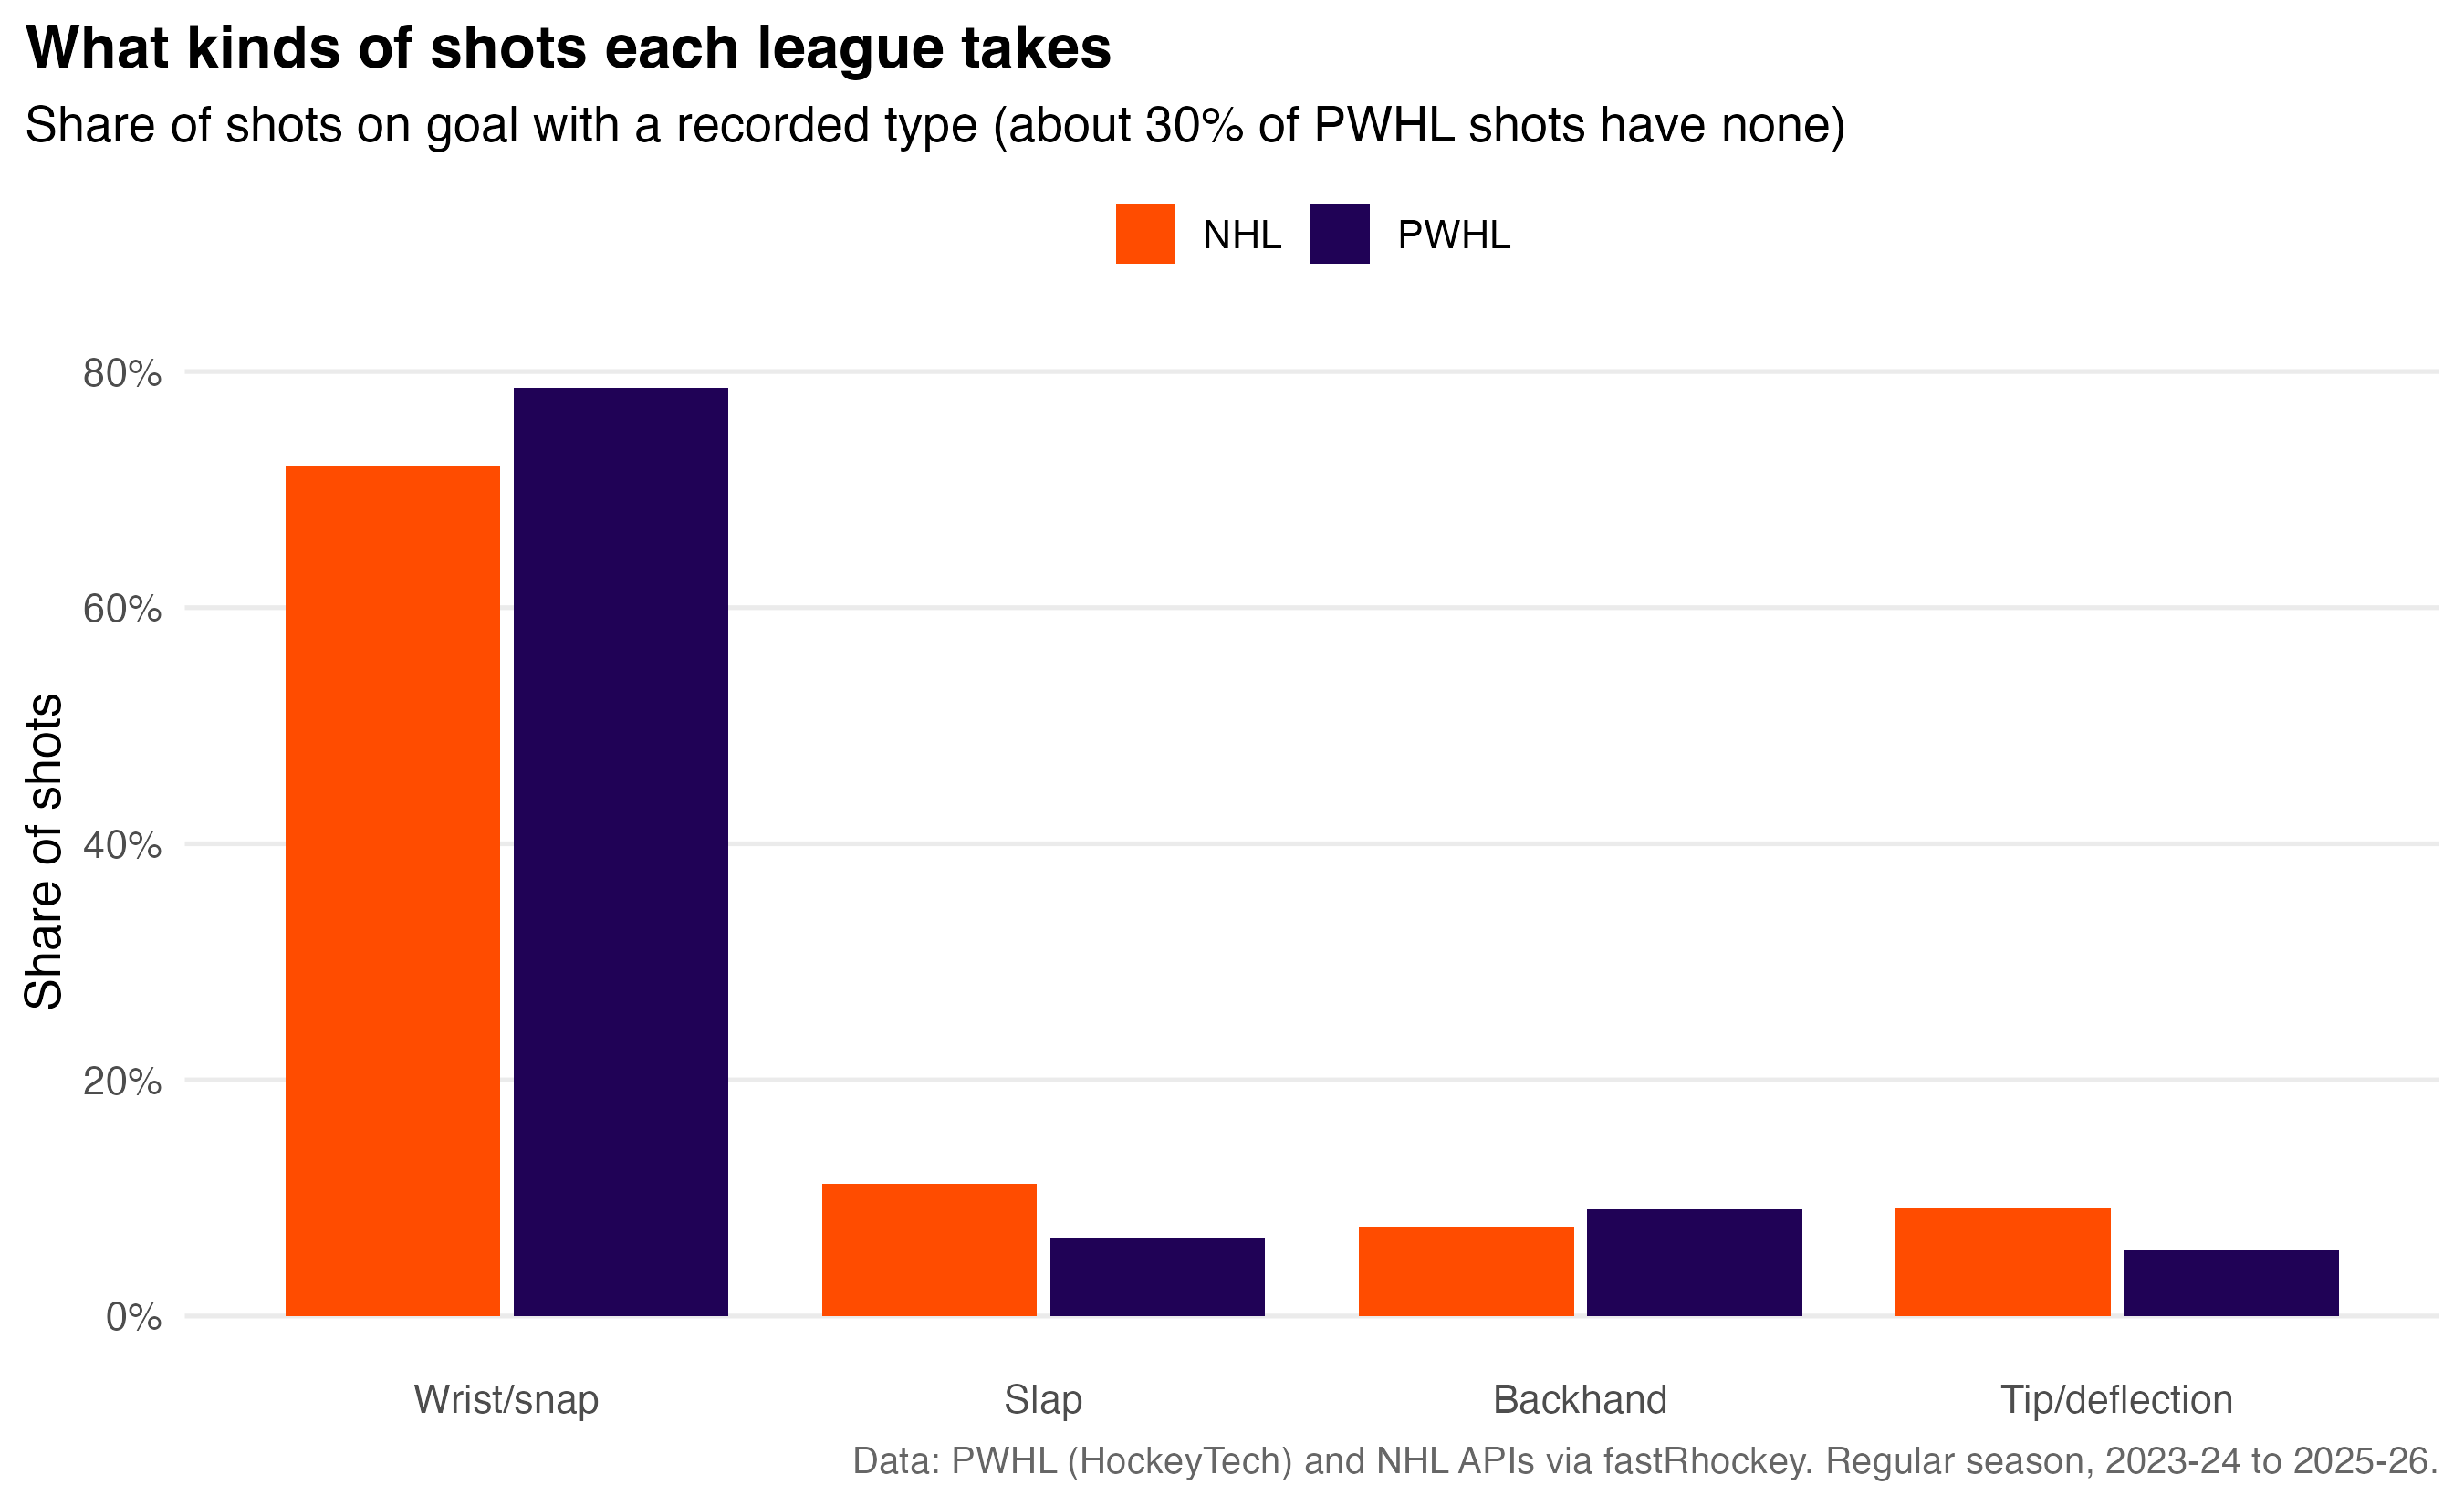 What kinds of shots each league takes
Share of shots on goal with a recorded type (about 30% of PWHL shots have none)
NHL PWHL
80%
60%
40%
20%
0%
Share of shots
Wrist/snap Slap Backhand Tip/deflection
Data: PWHL (HockeyTech) and NHL APIs via fastRhockey. Regular season, 2023-24 to 2025-26.